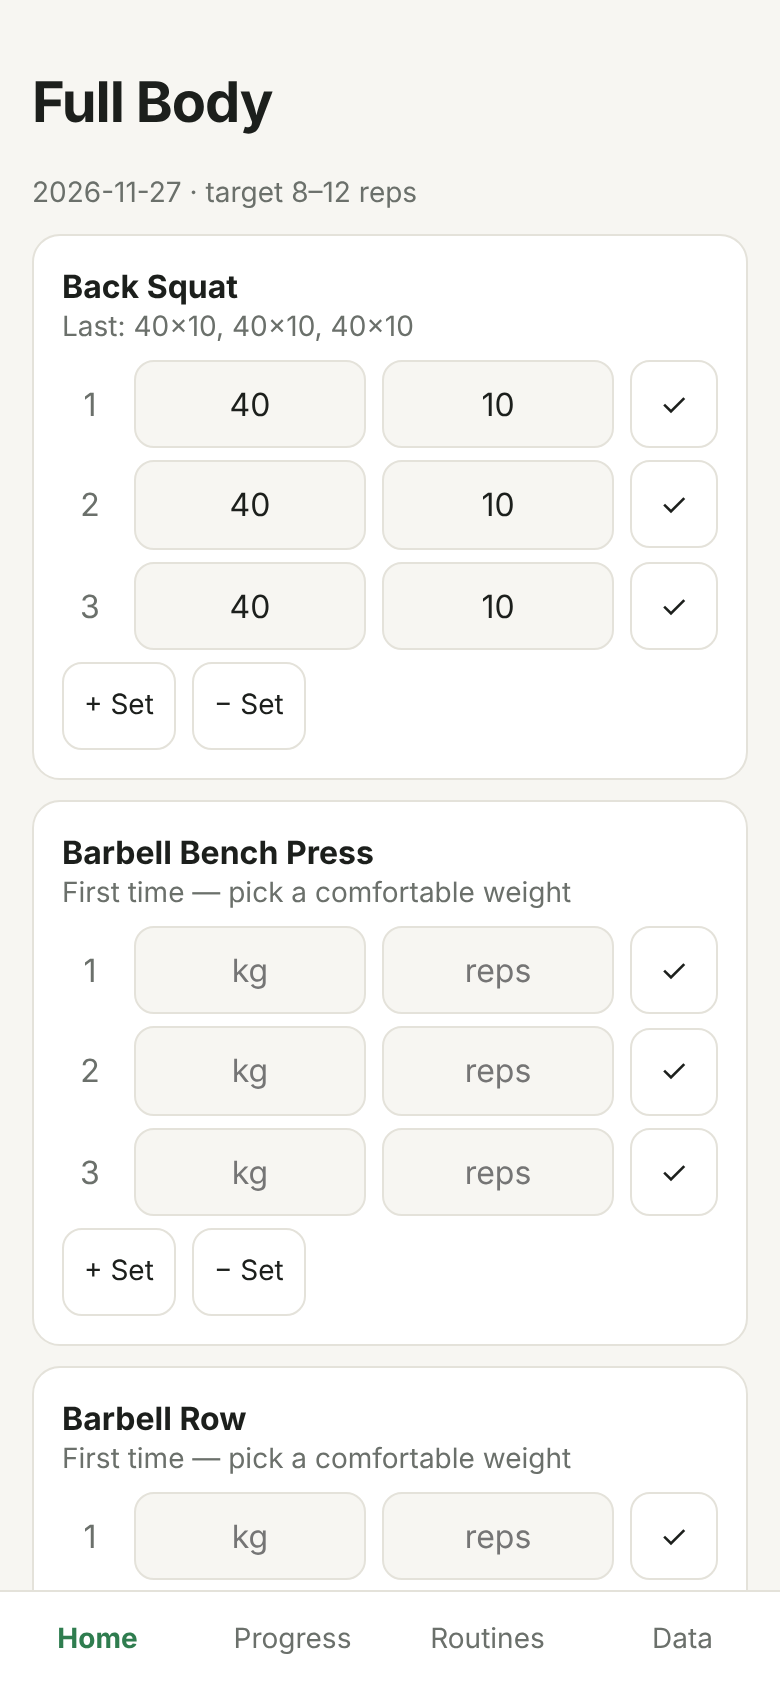 Full Body
2026-11-27 · target 8–12 reps
Back Squat
Last: 40×10, 40×10, 40×10
1 40 10 ✓
2 40 10 ✓
3 40 10 ✓
+ Set − Set
Barbell Bench Press
First time — pick a comfortable weight
1 kg reps ✓
2 kg reps ✓
3 kg reps ✓
+ Set − Set
Barbell Row
First time — pick a comfortable weight
1 kg reps ✓
Home Progress Routines Data